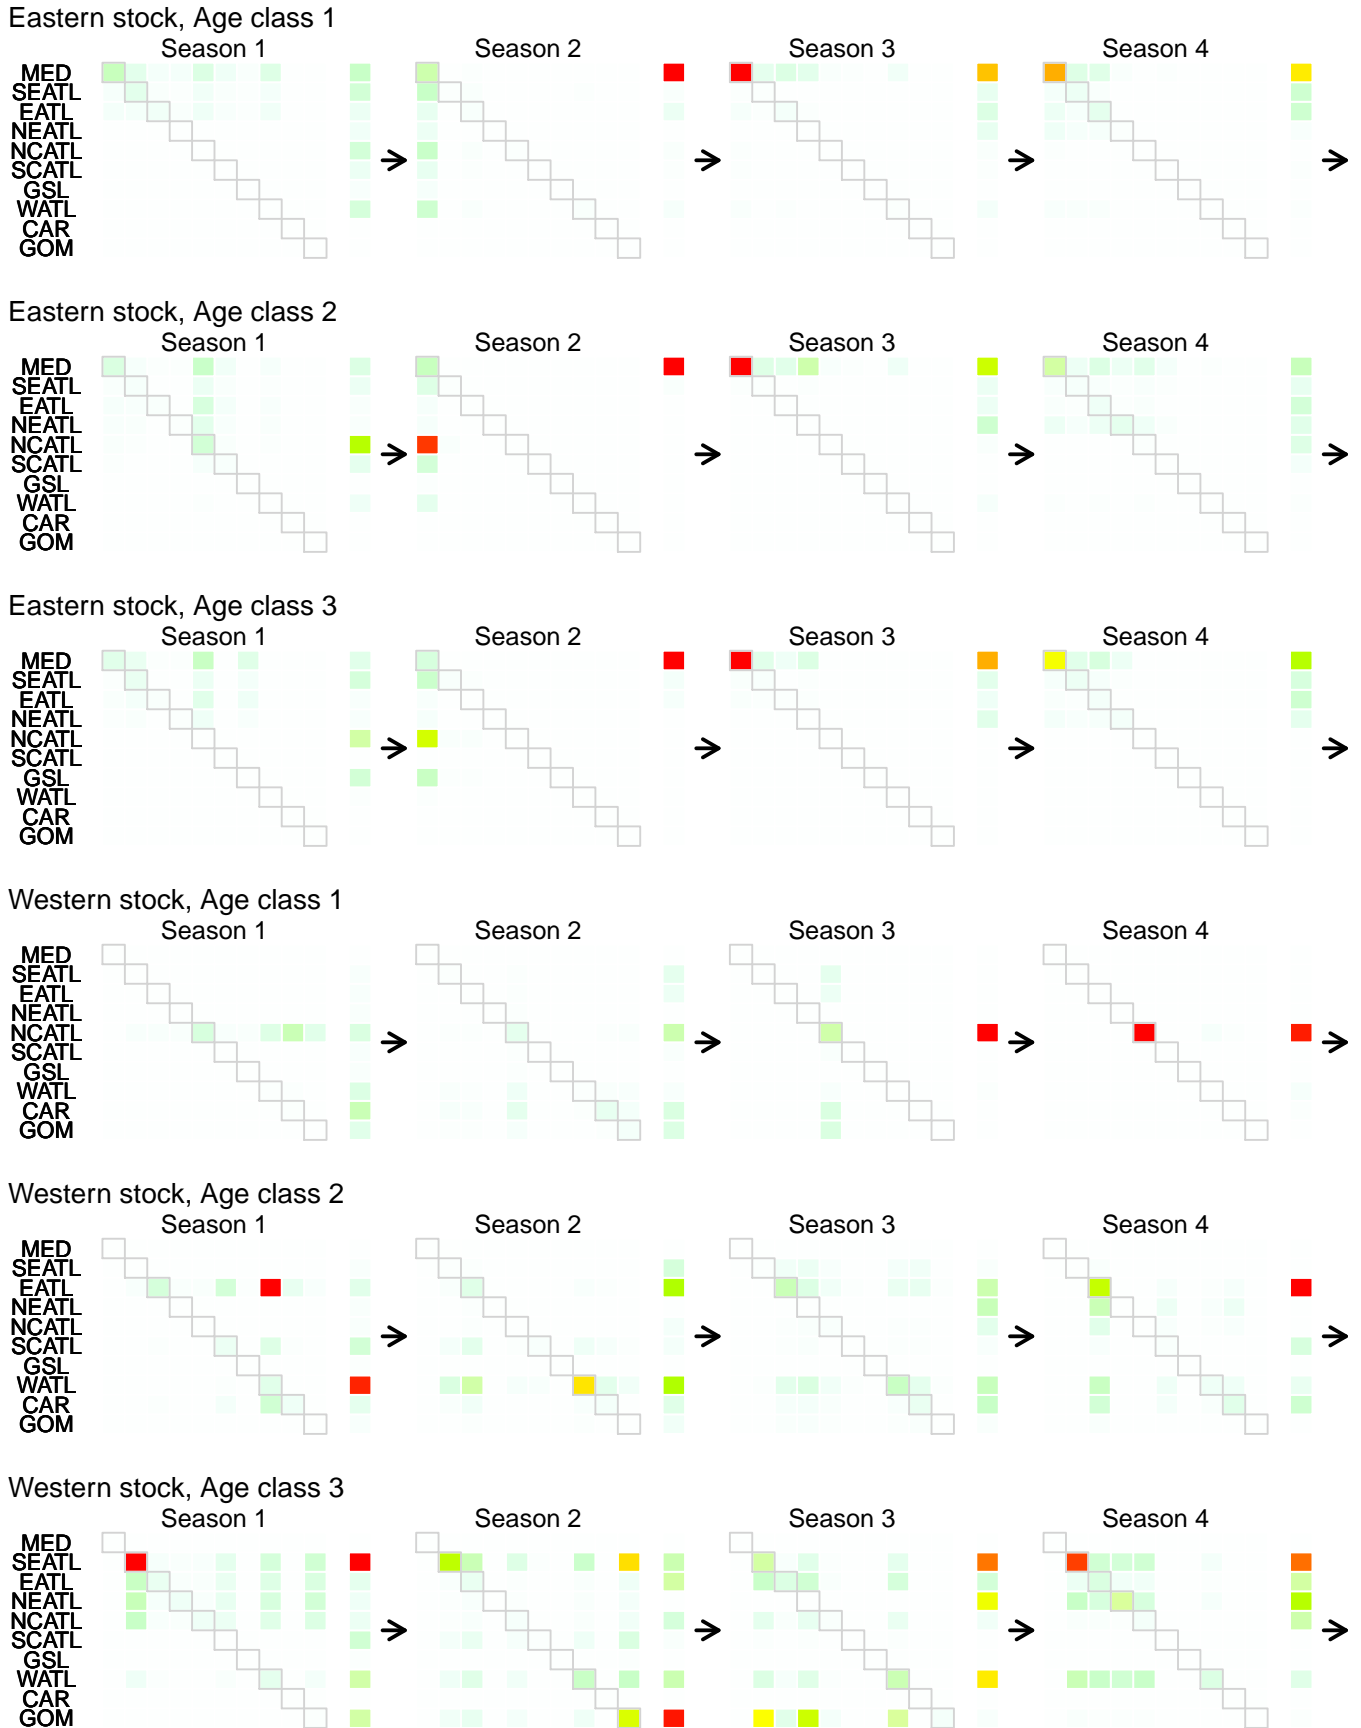 Eastern stock, Age class 1
Season 1 Season 2 Season 3 Season 4
MED
SEATL
EATL
NEATL
NCATL
SCATL
GSL
WATL
CAR
GOM
Eastern stock, Age class 2
Season 1 Season 2 Season 3 Season 4
MED
SEATL
EATL
NEATL
NCATL
SCATL
GSL
WATL
CAR
GOM
Eastern stock, Age class 3
Season 1 Season 2 Season 3 Season 4
MED
SEATL
EATL
NEATL
NCATL
SCATL
GSL
WATL
CAR
GOM
Western stock, Age class 1
Season 1 Season 2 Season 3 Season 4
MED
SEATL
EATL
NEATL
NCATL
SCATL
GSL
WATL
CAR
GOM
Western stock, Age class 2
Season 1 Season 2 Season 3 Season 4
MED
SEATL
EATL
NEATL
NCATL
SCATL
GSL
WATL
CAR
GOM
Western stock, Age class 3
Season 1 Season 2 Season 3 Season 4
MED
SEATL
EATL
NEATL
NCATL
SCATL
GSL
WATL
CAR
GOM